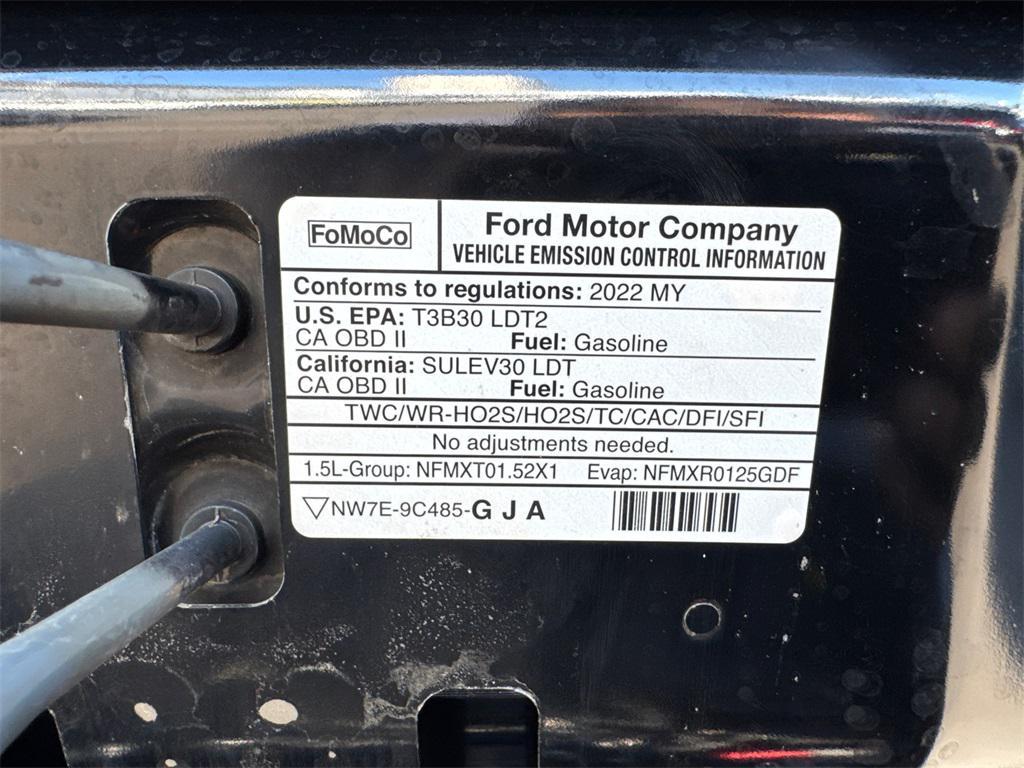 FoMoCo
Ford Motor Company
VEHICLE EMISSION CONTROL INFORMATION
Conforms to regulations: 2022 MY
U.S. EPA: T3B30 LDT2
CA OBD II Fuel: Gasoline
California: SULEV30 LDT
CA OBD II Fuel: Gasoline
TWC/WR-HO2S/HO2S/TC/CAC/DFI/SFI
No adjustments needed.
1.5L-Group: NFMXT01.52X1 Evap: NFMXR0125GDF
NW7E-9C485-G J A